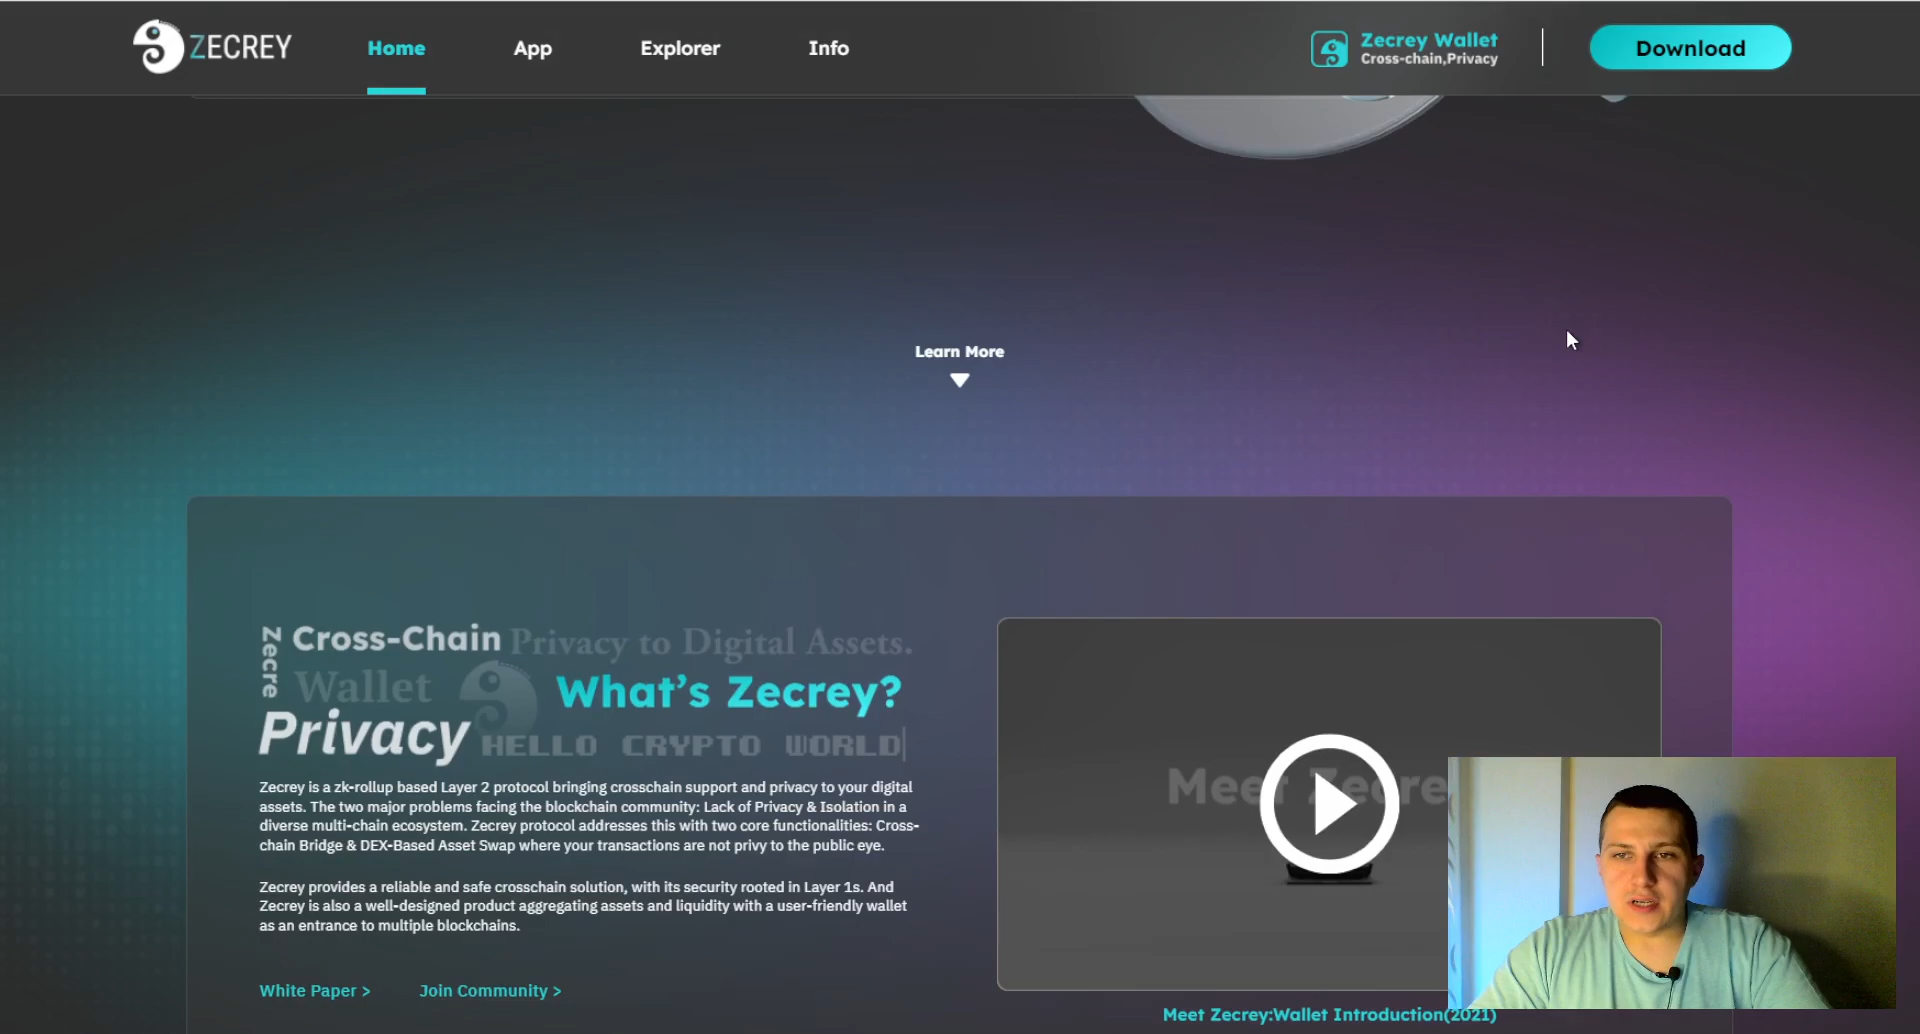 ZECREY
Home
App
Explorer
Info
Zecrey Wallet
Cross-chain,Privacy
Download
Learn More
Zecre
Cross-Chain
Privacy to Digital Assets.
Wallet
What's Zecrey?
Privacy
HELLO CRYPTO WORLD
Zecrey is a zk-rollup based Layer 2 protocol bringing crosschain support and privacy to your digital
assets. The two major problems facing the blockchain community: Lack of Privacy & Isolation in a
diverse multi-chain ecosystem. Zecrey protocol addresses this with two core functionalities: Cross-
chain Bridge & DEX-Based Asset Swap where your transactions are not privy to the public eye.
Zecrey provides a reliable and safe crosschain solution, with its security rooted in Layer 1s. And
Zecrey is also a well-designed product aggregating assets and liquidity with a user-friendly wallet
as an entrance to multiple blockchains.
White Paper >
Join Community >
Meet Zecre
Meet Zecrey:Wallet Introduction(2021)